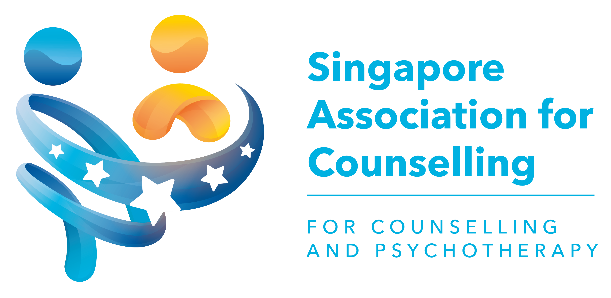 Singapore
Association for
Counselling
FOR COUNSELLING
AND PSYCHOTHERAPY